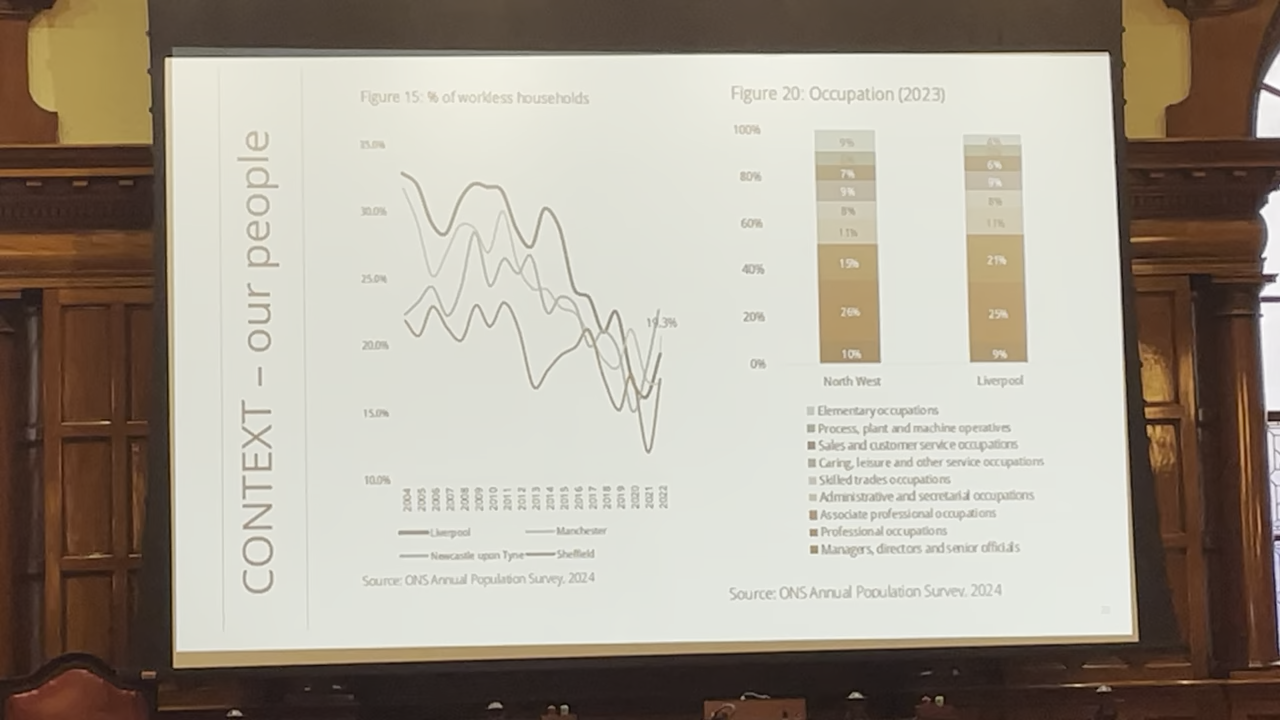 CONTEXT – our people
Figure 15: % of workless households
35.0%
30.0%
25.0%
20.0%
15.0%
10.0%
19.3%
2004
2005
2006
2007
2008
2009
2010
2011
2012
2013
2014
2015
2016
2017
2018
2019
2020
2021
2022
Liverpool
Manchester
Newcastle upon Tyne
Sheffield
Source: ONS Annual Population Survey, 2024
Figure 20: Occupation (2023)
100%
80%
60%
40%
20%
0%
9%
7%
9%
8%
11%
15%
26%
10%
6%
9%
8%
11%
21%
25%
9%
North West
Liverpool
Elementary occupations
Process, plant and machine operatives
Sales and customer service occupations
Caring, leisure and other service occupations
Skilled trades occupations
Administrative and secretarial occupations
Associate professional occupations
Professional occupations
Managers, directors and senior officials
Source: ONS Annual Population Survey, 2024